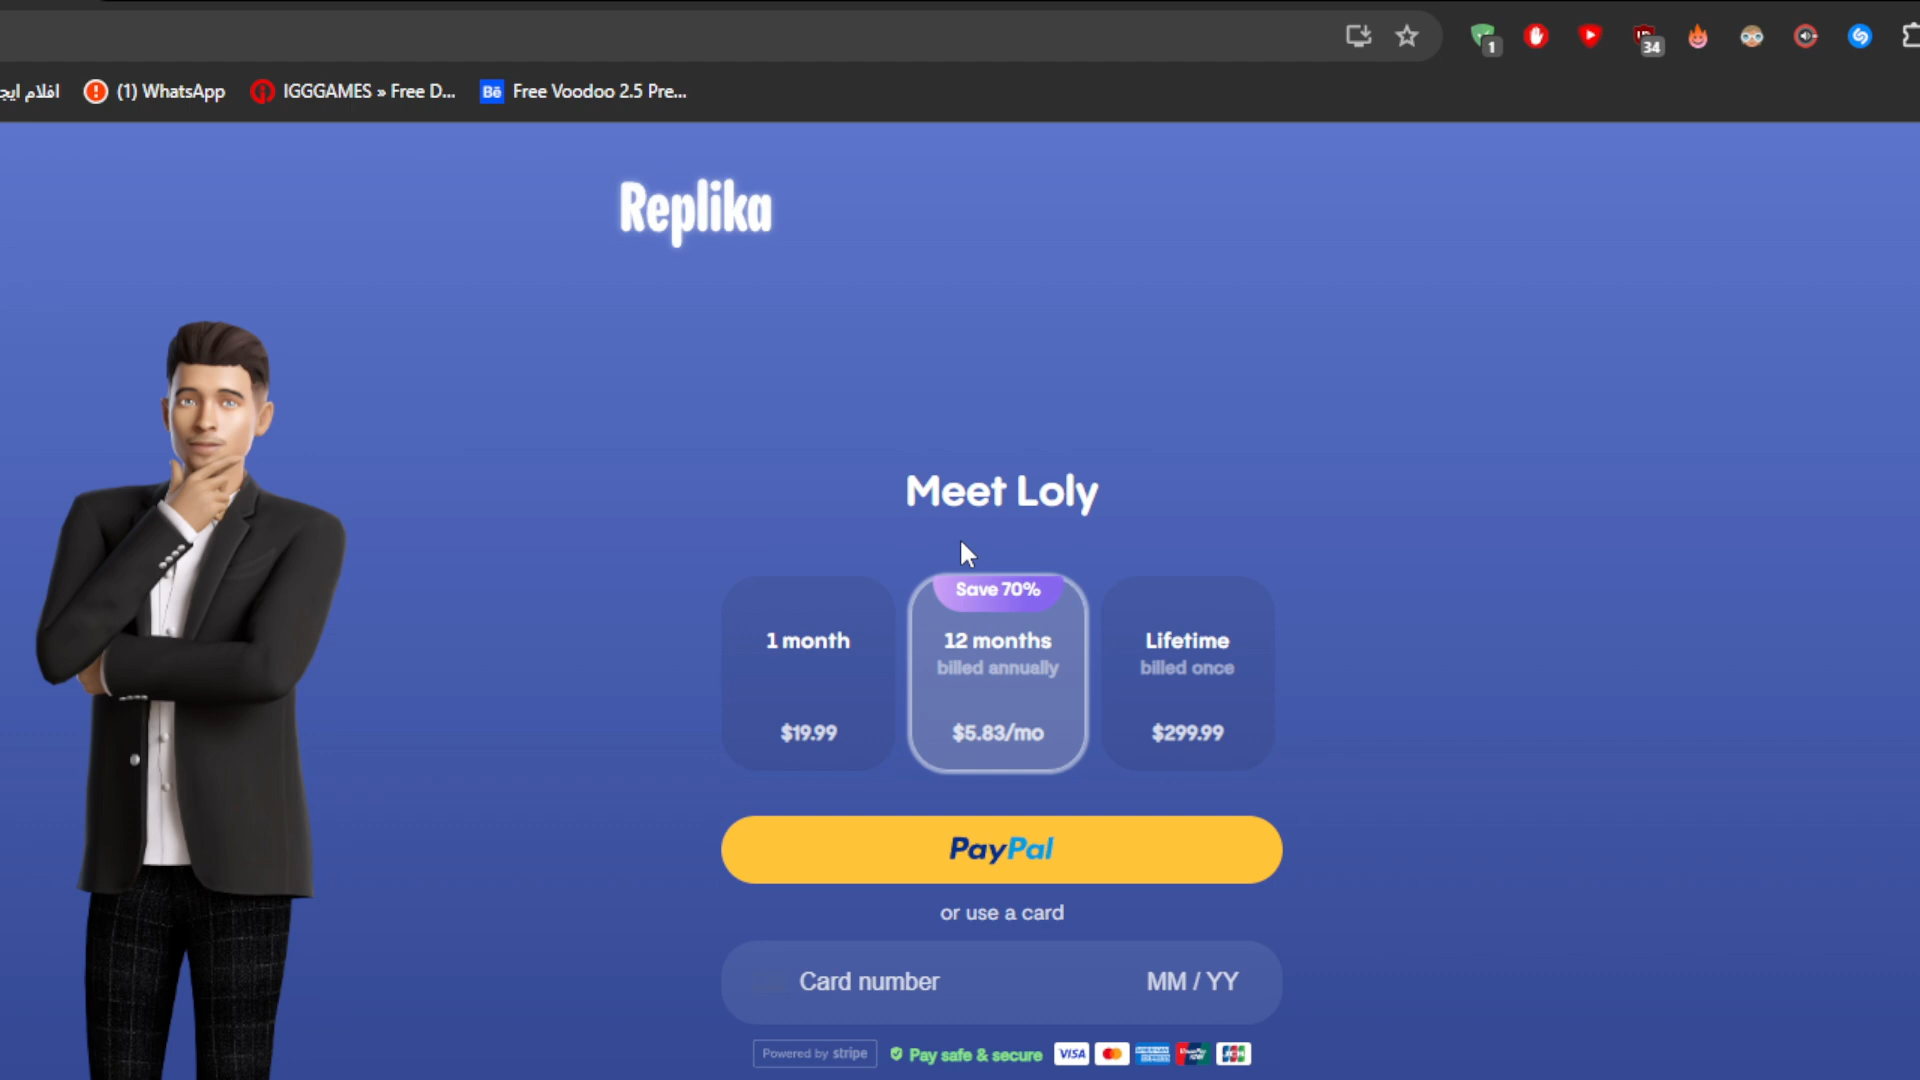 1
34
افلام ايج
(1) WhatsApp
IGGGAMES » Free D...
Bē
Free Voodoo 2.5 Pre...
Replika
Meet Loly
Save 70%
1 month
12 months
Lifetime
billed annually
billed once
$19.99
$5.83/mo
$299.99
PayPal
or use a card
Card number
MM / YY
Powered by stripe
Pay safe & secure
VISA
JCB